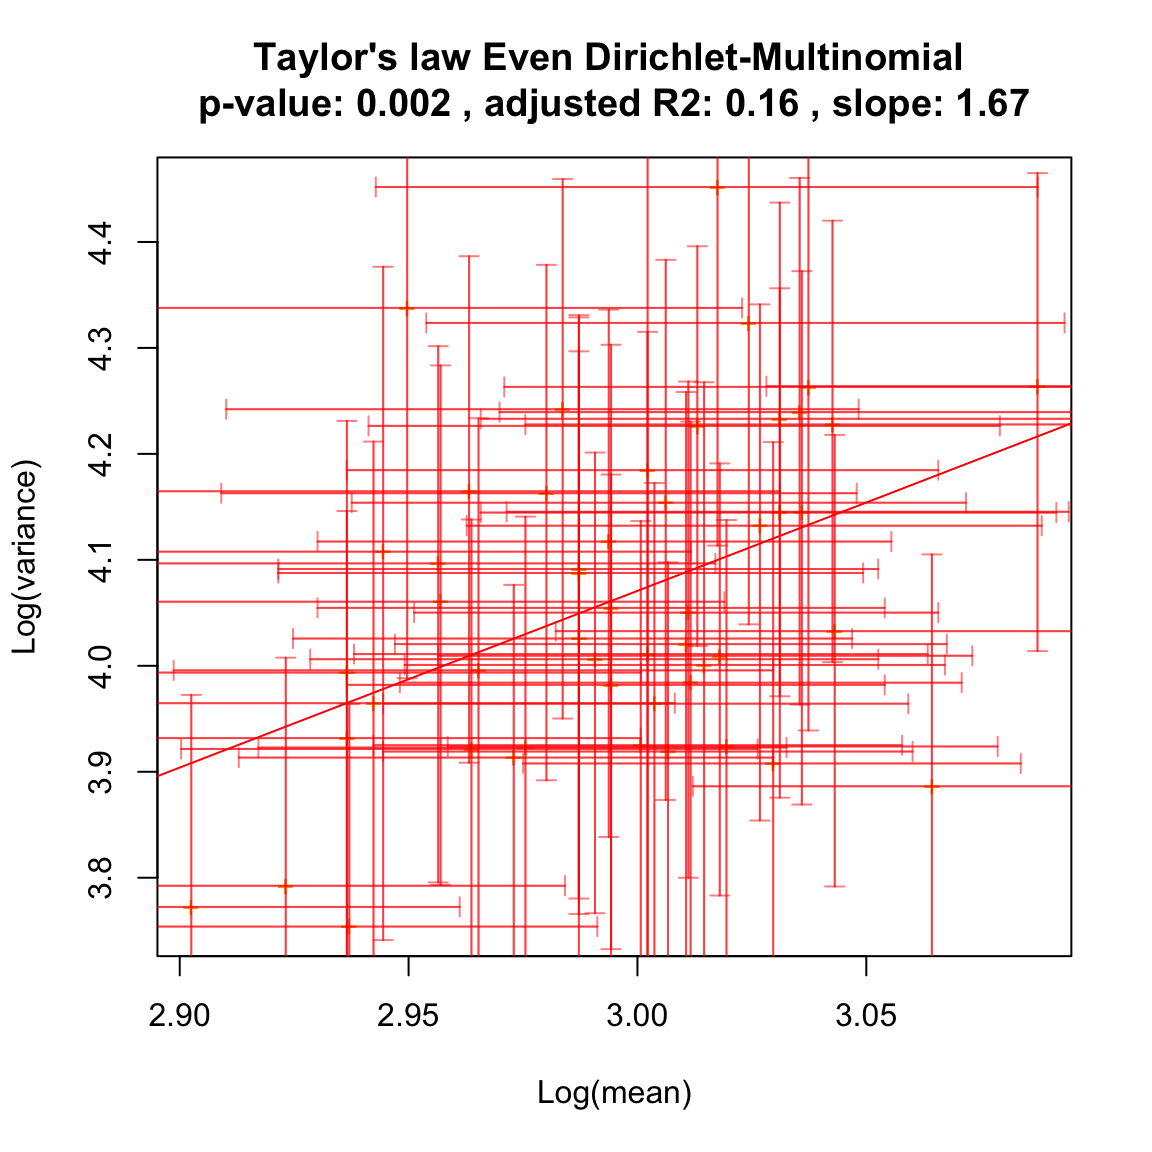 Taylor's law Even Dirichlet-Multinomial
p-value: 0.002 , adjusted R2: 0.16 , slope: 1.67
Log(variance)
4.4
4.3
4.2
4.1
4.0
3.9
3.8
2.90 2.95 3.00 3.05
Log(mean)